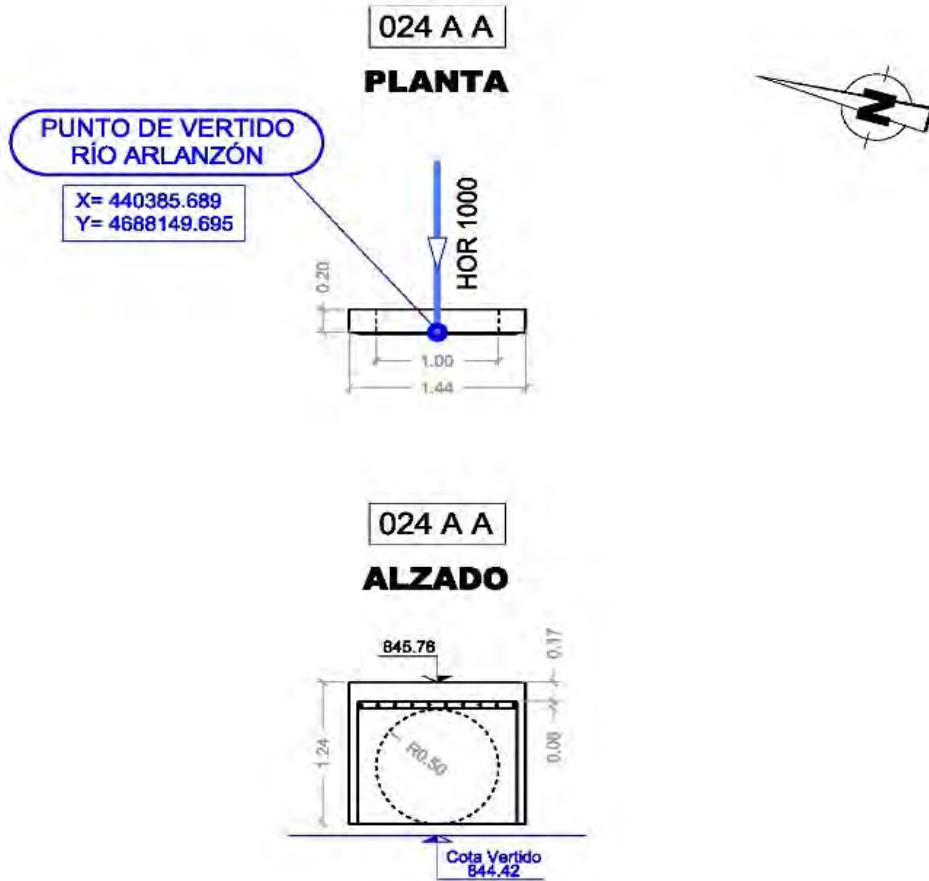 024 A A
PLANTA
N
PUNTO DE VERTIDO
RÍO ARLANZÓN
X= 440385.689
Y= 4688149.695
HOR 1000
0.20
1.00
1.44
024 A A
ALZADO
845.76
0.17
1.24
R0.50
0.08
Cota Vertido
844.42